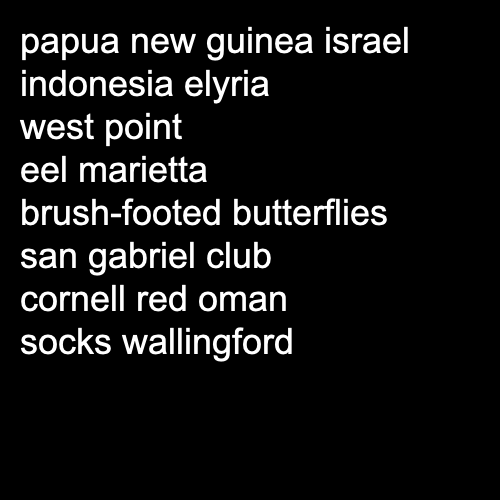 papua new guinea israel
indonesia elyria
west point
eel marietta
brush-footed butterflies
san gabriel club
cornell red oman
socks wallingford